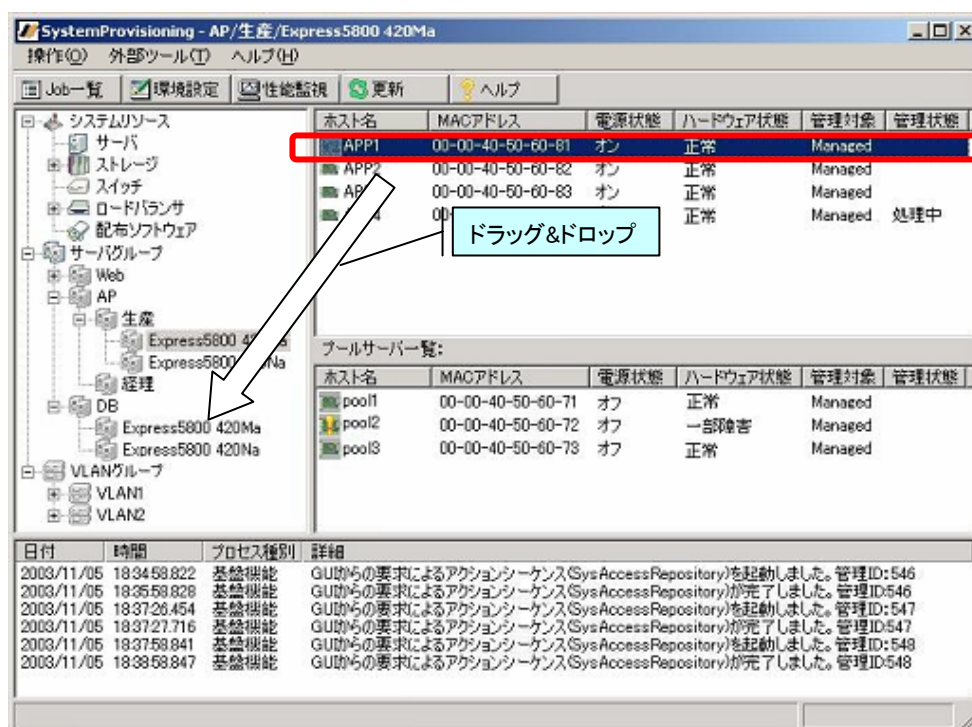 SystemProvisioning - AP/生産/Express5800 420Ma
操作(O) 外部ツール(T) ヘルプ(H)
Job一覧 環境設定 性能監視 更新 ヘルプ
システムリソース
サーバ
ストレージ
スイッチ
ロードバランサ
配布ソフトウェア
サーバグループ
Web
AP
生産
Express5800
Express5800
経理
DB
Express5800 420Ma
Express5800 420Na
VLANグループ
VLAN1
VLAN2
ホスト名 MACアドレス 電源状態 ハードウェア状態 管理対象 管理状態
APP1 00-00-40-50-60-81 オン 正常 Managed
APP2 00-00-40-50-60-82 オン 正常 Managed
00-00-40-50-60-83 オン 正常 Managed
正常 Managed 処理中
ドラッグ&ドロップ
プールサーバ一覧:
ホスト名 MACアドレス 電源状態 ハードウェア状態 管理対象 管理状態
pool1 00-00-40-50-60-71 オフ 正常 Managed
pool2 00-00-40-50-60-72 オフ 一部障害 Managed
pool3 00-00-40-50-60-73 オフ 正常 Managed
日付 時間 プロセス種別 詳細
2003/11/05 18:34:58.822 基盤機能 GUIからの要求によるアクションシーケンス(SysAccessRepository)を起動しました。管理ID:546
2003/11/05 18:35:58.828 基盤機能 GUIからの要求によるアクションシーケンス(SysAccessRepository)が完了しました。管理ID:546
2003/11/05 18:37:26.454 基盤機能 GUIからの要求によるアクションシーケンス(SysAccessRepository)を起動しました。管理ID:547
2003/11/05 18:37:27.716 基盤機能 GUIからの要求によるアクションシーケンス(SysAccessRepository)が完了しました。管理ID:547
2003/11/05 18:37:58.841 基盤機能 GUIからの要求によるアクションシーケンス(SysAccessRepository)を起動しました。管理ID:548
2003/11/05 18:38:58.847 基盤機能 GUIからの要求によるアクションシーケンス(SysAccessRepository)が完了しました。管理ID:548